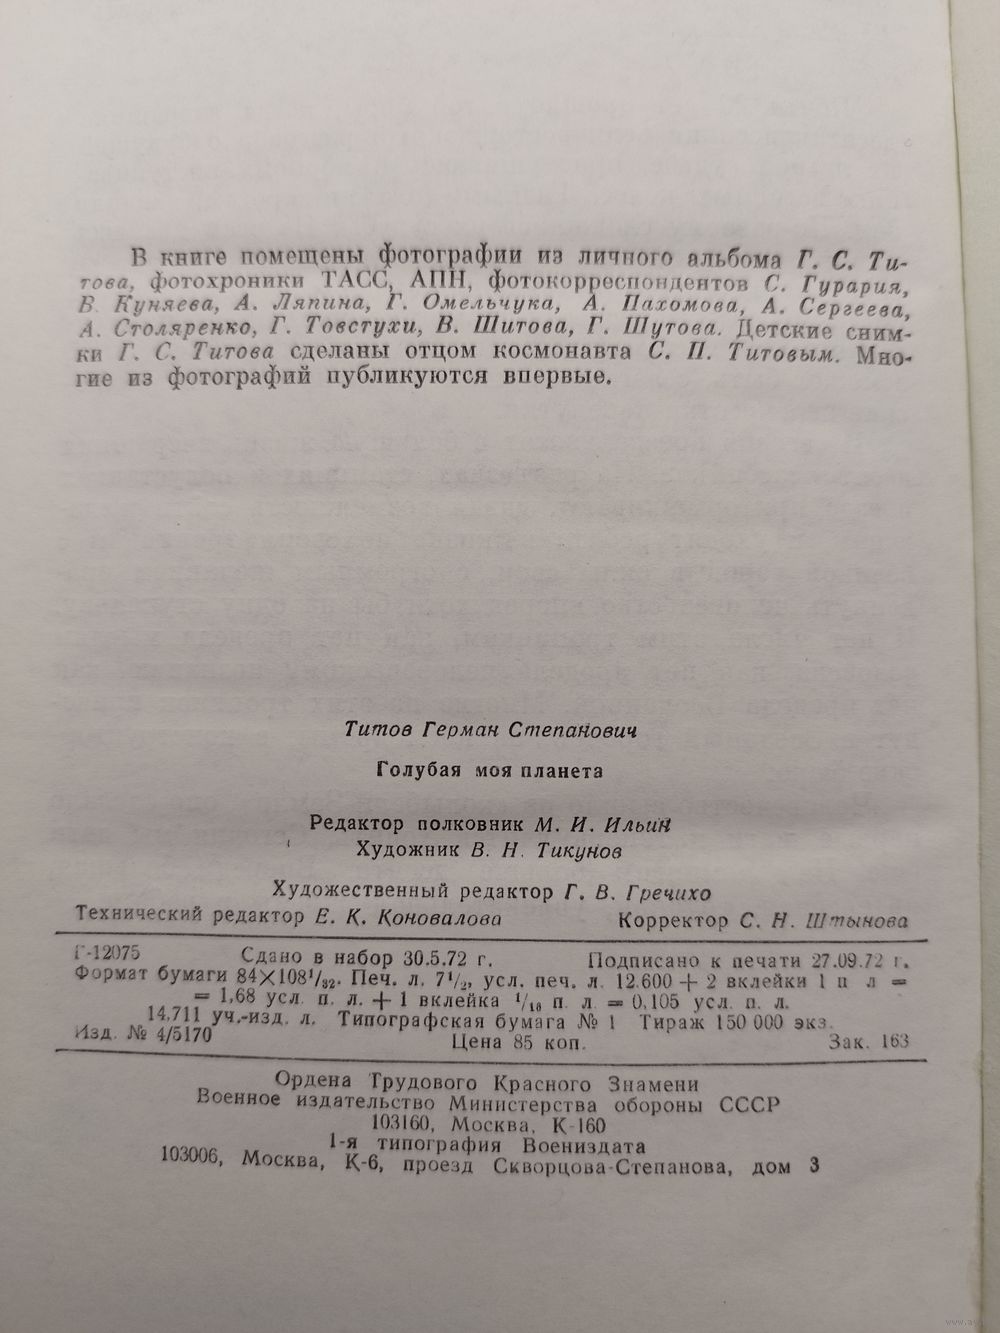 В книге помещены фотографии из личного альбома Г. С. Ти-
това, фотохроники ТАСС, АПН, фотокорреспондентов С. Гурария,
В. Куняева, А. Ляпина, Г. Омельчука, А. Пахомова, А. Сергеева,
А. Столяренко, Г. Товстухи, В. Шитова, Г. Шутова. Детские сним-
ки Г. С. Титова сделаны отцом космонавта С. П. Титовым. Мно-
гие из фотографий публикуются впервые.
Титов Герман Степанович
Голубая моя планета
Редактор полковник М. И. Ильин
Художник В. Н. Тикунов
Художественный редактор Г. В. Гречихо
Технический редактор Е. К. Коновалова Корректор С. Н. Штынова
Г-12075 Сдано в набор 30.5.72 г. Подписано к печати 27.09.72 г.
Формат бумаги 84×108¹/₃₂. Печ. л. 7¹/₂, усл. печ. л. 12.600 + 2 вклейки 1 п л =
= 1,68 усл. п. л. + 1 вклейка ¹/₁₆ п. л. = 0,105 усл. п. л.
14,711 уч.-изд. л. Типографская бумага № 1 Тираж 150 000 экз.
Изд. № 4/5170 Цена 85 коп. Зак. 163
Ордена Трудового Красного Знамени
Военное издательство Министерства обороны СССР
103160, Москва, К-160
1-я типография Воениздата
103006, Москва, К-6, проезд Скворцова-Степанова, дом 3